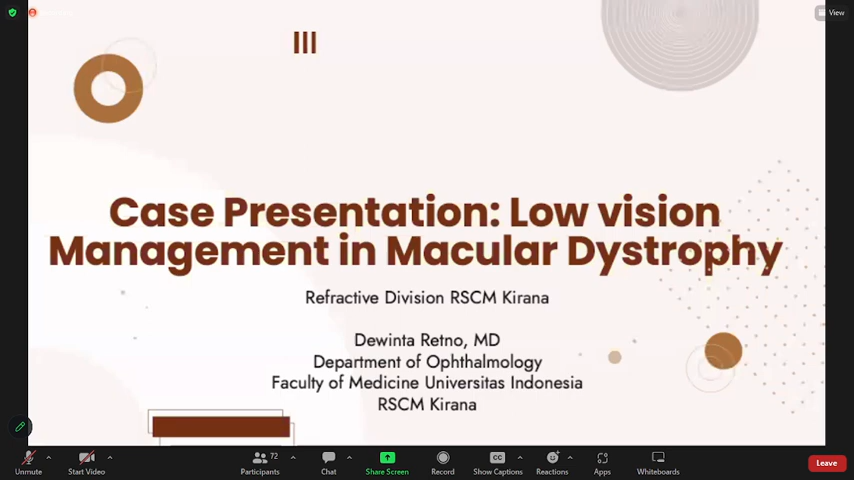 View
Case Presentation: Low vision
Management in Macular Dystrophy
Refractive Division RSCM Kirana
Dewinta Retno, MD
Department of Ophthalmology
Faculty of Medicine Universitas Indonesia
RSCM Kirana
Unmute
Start Video
72
Participants
Chat
Share Screen
Record
CC
Show Captions
Reactions
Apps
Whiteboards
Leave